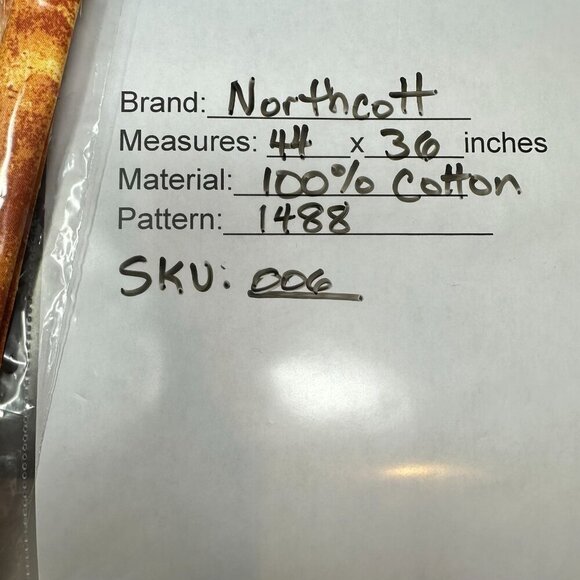 Brand: Northcott
Measures: 44 x 36 inches
Material: 100% Cotton
Pattern: 1488
SKU: 006